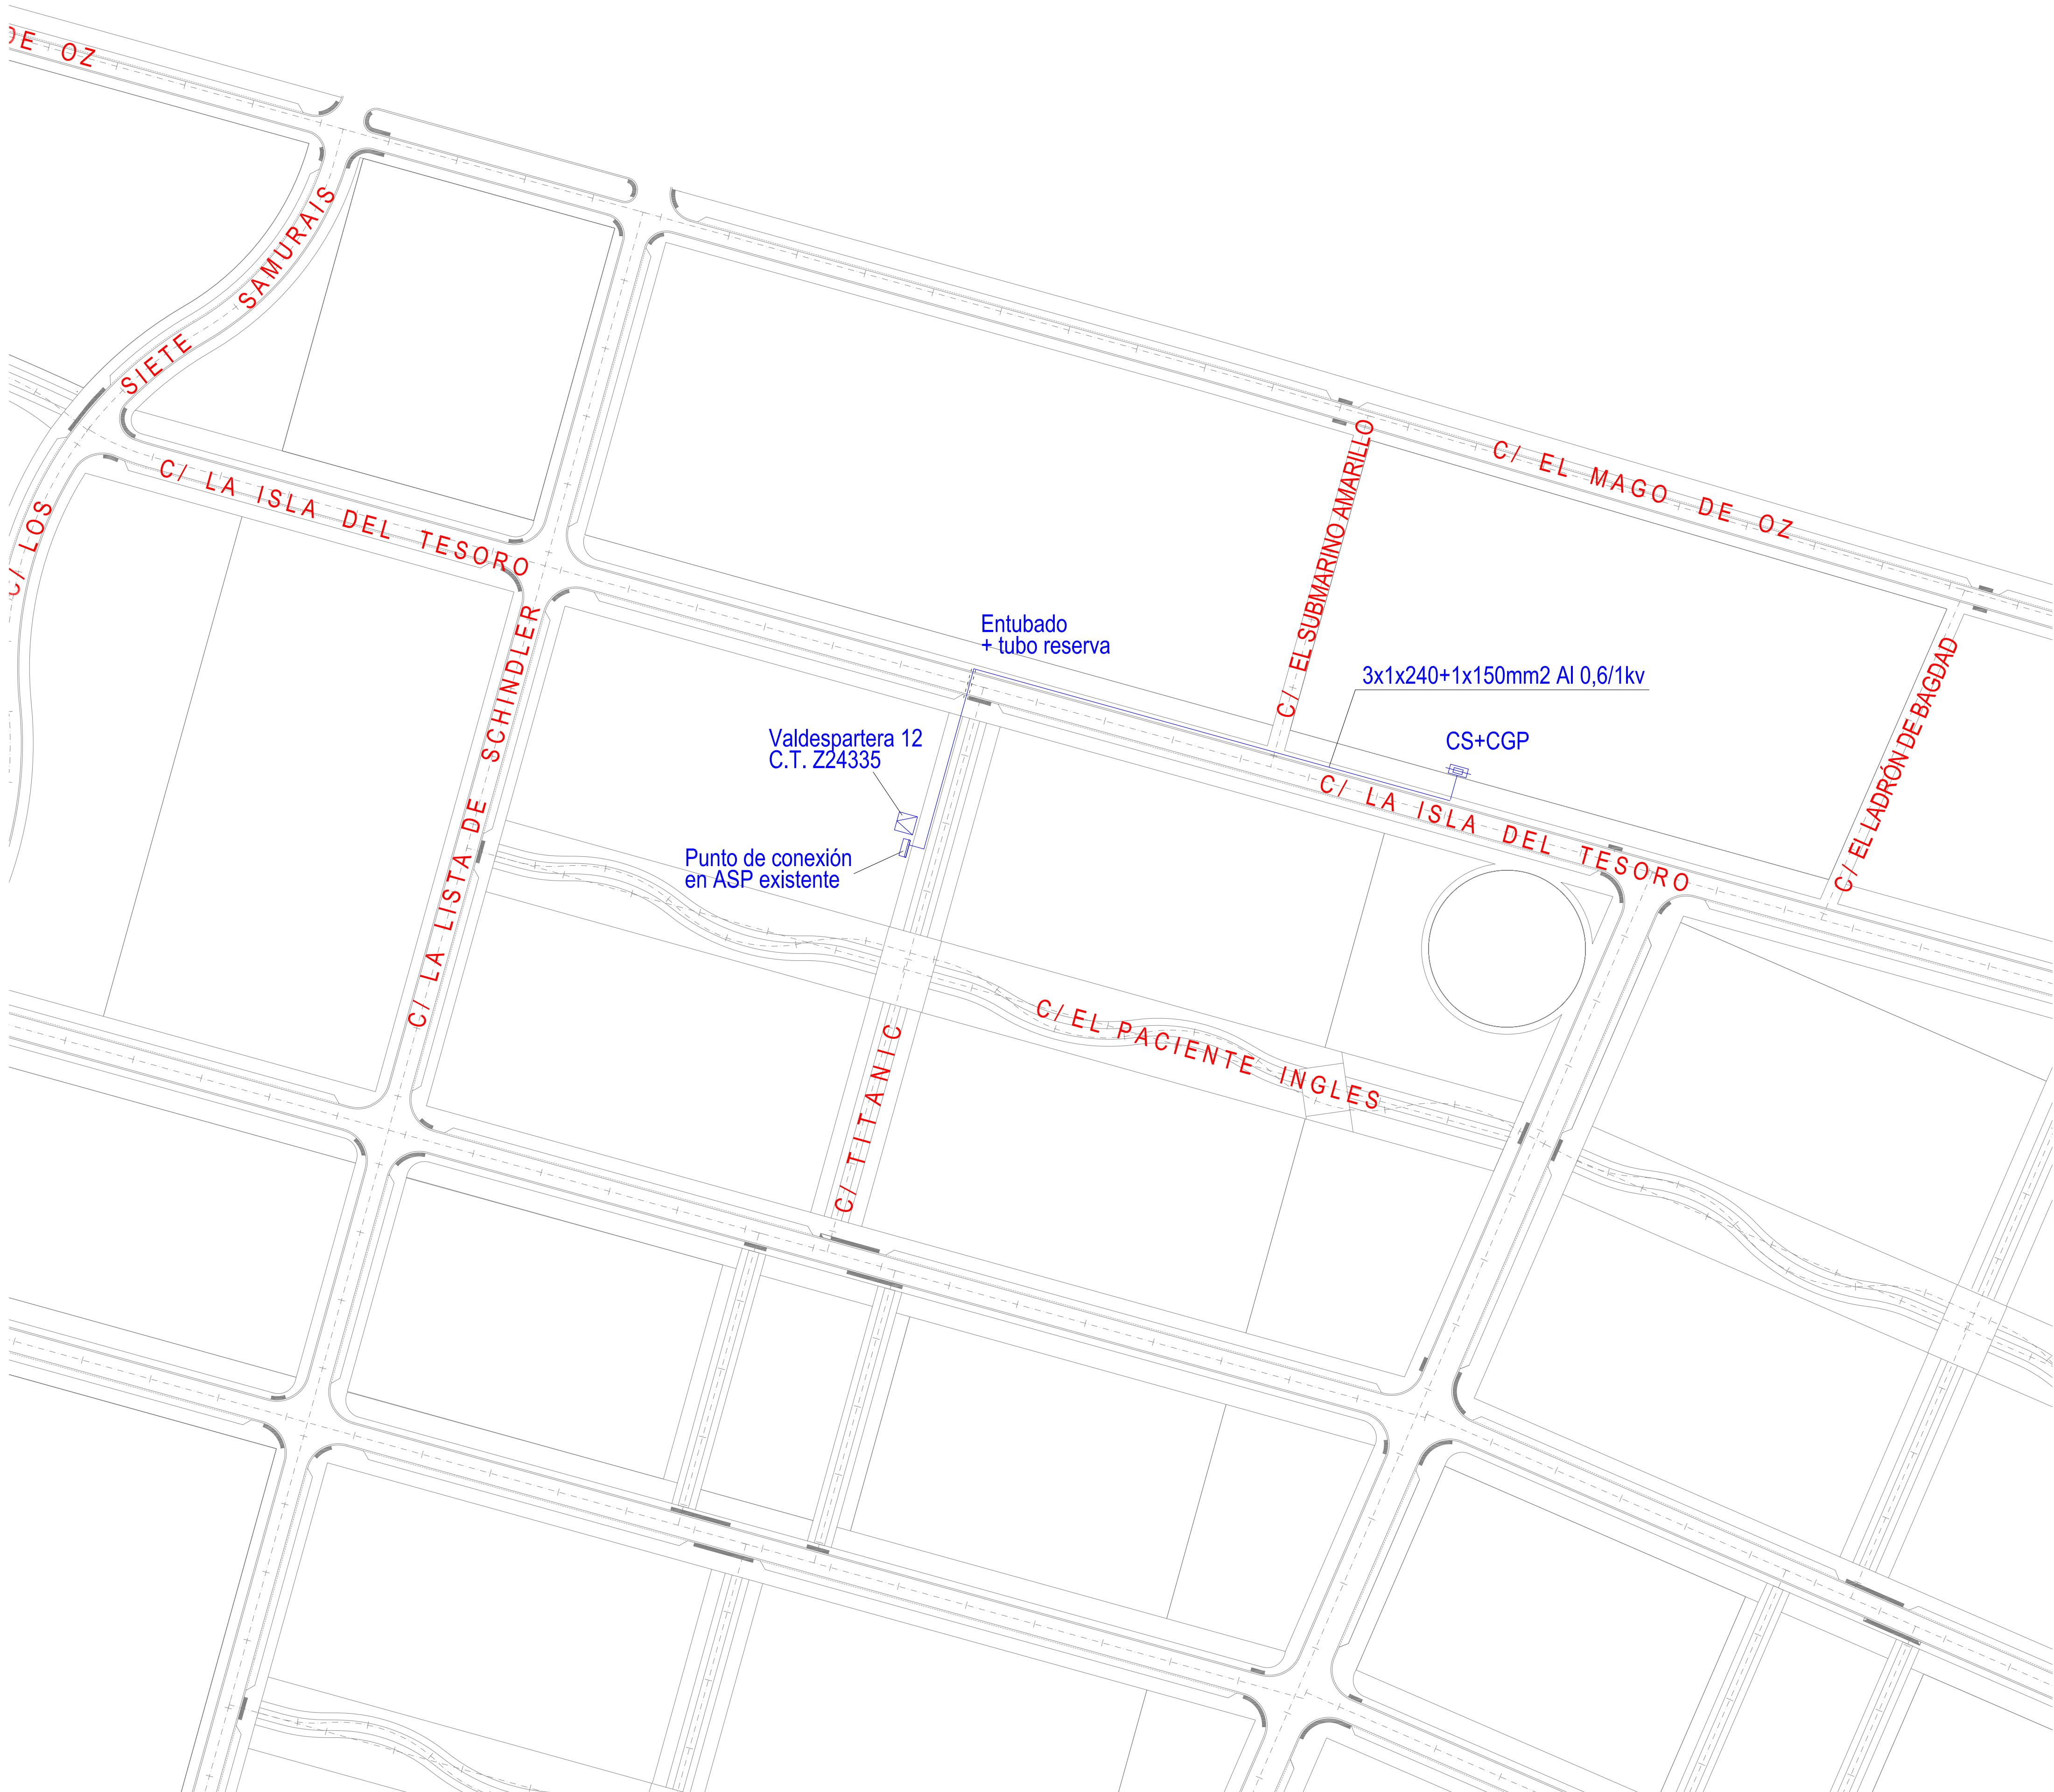 DE OZ
C/ LOS SIETE SAMURAIS
C/ LA ISLA DEL TESORO
C/ LA LISTA DE SCHINDLER
C/ EL SUBMARINO AMARILLO
C/ EL MAGO DE OZ
C/ EL LADRÓN DE BAGDAD
Entubado
+ tubo reserva
3x1x240+1x150mm2 Al 0,6/1kv
CS+CGP
Valdespartera 12
C.T. Z24335
C/ LA ISLA DEL TESORO
Punto de conexión
en ASP existente
C/ EL PACIENTE INGLES
C/ TITANIC